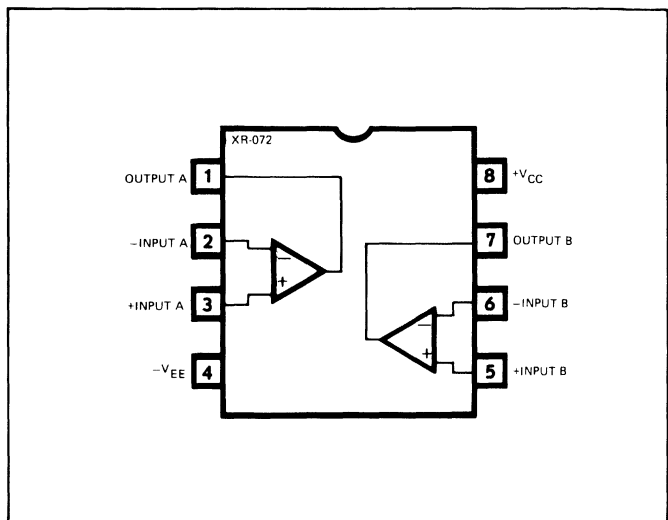 XR-072
OUTPUT A 1
-INPUT A 2
+INPUT A 3
-VEE 4
8 +VCC
7 OUTPUT B
6 -INPUT B
5 +INPUT B
−
+
−
+